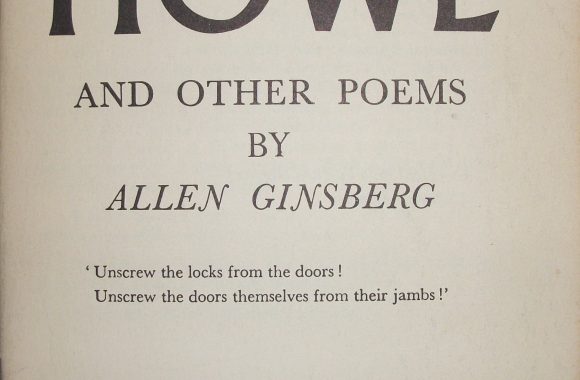 HOWL
AND OTHER POEMS
BY
ALLEN GINSBERG
‘Unscrew the locks from the doors!
Unscrew the doors themselves from their jambs!’